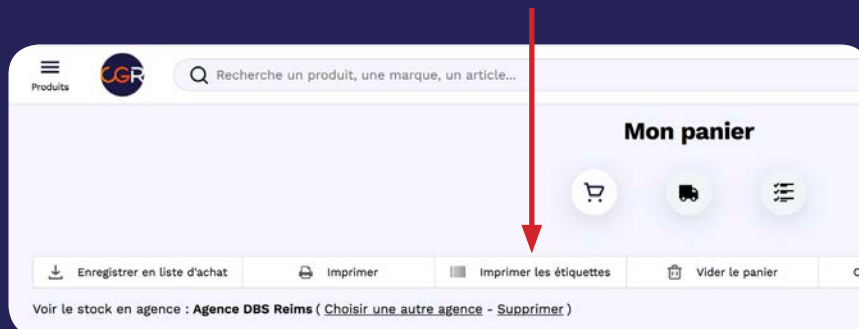 Produits
CGR
Recherche un produit, une marque, un article...
Mon panier
Enregistrer en liste d'achat Imprimer Imprimer les étiquettes Vider le panier
Voir le stock en agence : Agence DBS Reims ( Choisir une autre agence - Supprimer )